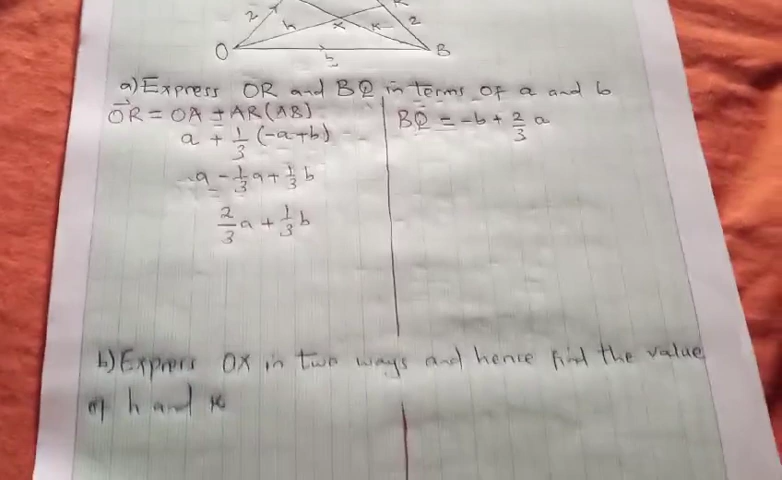 R
2
h
x
K
2
O
b
B
a) Express OR and BQ in terms of a and b
OR = OA ± AR(AB)
a + 1/3 (-a+b)
a - 1/3 a + 1/3 b
2/3 a + 1/3 b
BQ = -b + 2/3 a
b) Express OX in two ways and hence find the value
of h and k